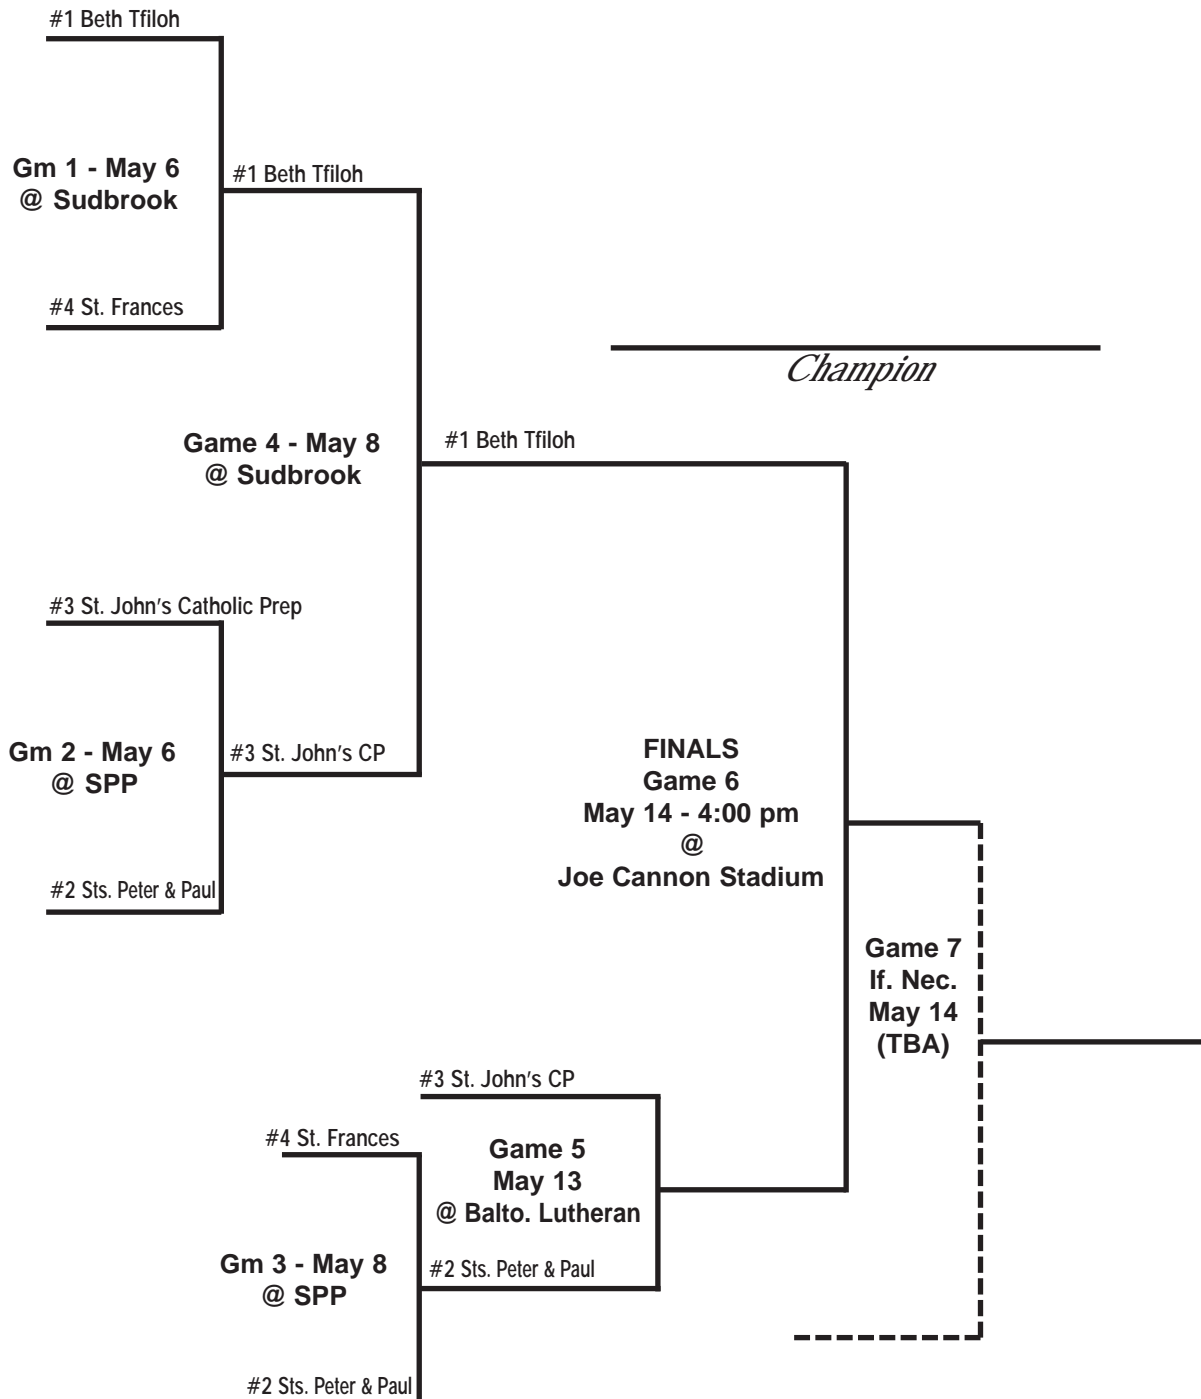 #1 Beth Tfiloh
Gm 1 - May 6
@ Sudbrook
#1 Beth Tfiloh
#4 St. Frances
Champion
Game 4 - May 8
@ Sudbrook
#1 Beth Tfiloh
#3 St. John's Catholic Prep
Gm 2 - May 6
@ SPP
#3 St. John's CP
#2 Sts. Peter & Paul
FINALS
Game 6
May 14 - 4:00 pm
@
Joe Cannon Stadium
Game 7
If. Nec.
May 14
(TBA)
#3 St. John's CP
#4 St. Frances
Game 5
May 13
@ Balto. Lutheran
Gm 3 - May 8
@ SPP
#2 Sts. Peter & Paul
#2 Sts. Peter & Paul